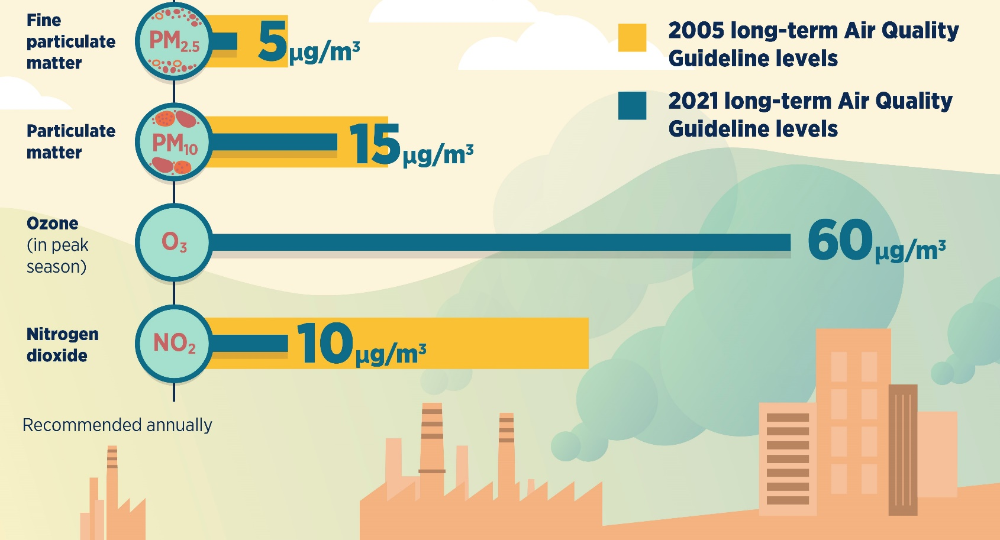 Fine
particulate
matter
PM2.5
5µg/m³
2005 long-term Air Quality
Guideline levels
2021 long-term Air Quality
Guideline levels
Particulate
matter
PM10
15µg/m³
Ozone
(in peak
season)
O3
60µg/m³
Nitrogen
dioxide
NO2
10µg/m³
Recommended annually